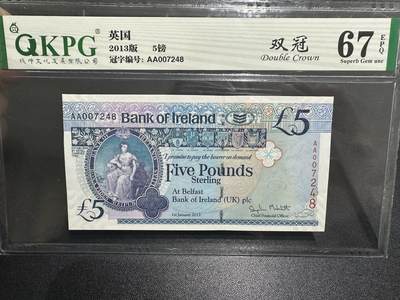 KPG
英国
2013版 5磅
冠字编号: AA007248
双冠
Double Crown
67 EPQ
Superb Gem unc
AA007248
Bank of Ireland
£5
I promise to pay the bearer on demand
Five Pounds
Sterling
At Belfast
Bank of Ireland (UK) plc
1st January 2013
Chief Financial Officer
£5
AA007248